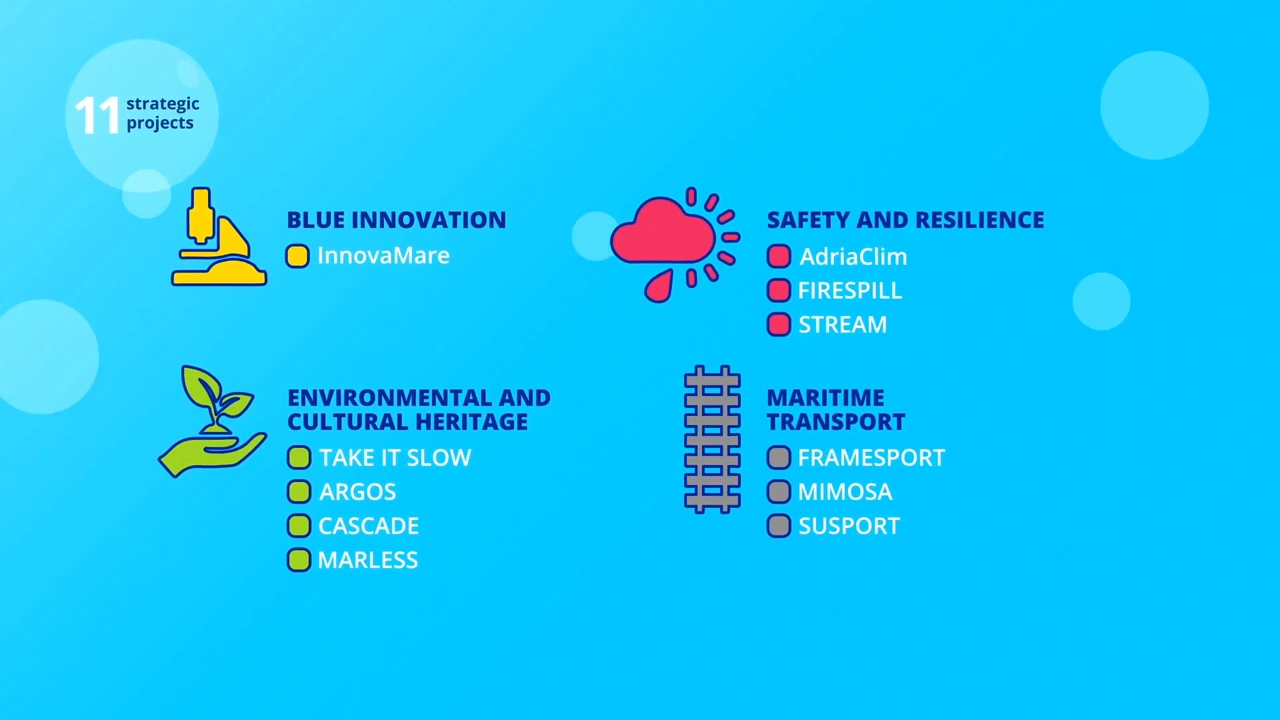 11 strategic
projects
BLUE INNOVATION
InnovaMare
SAFETY AND RESILIENCE
AdriaClim
FIRESPILL
STREAM
ENVIRONMENTAL AND
CULTURAL HERITAGE
TAKE IT SLOW
ARGOS
CASCADE
MARLESS
MARITIME
TRANSPORT
FRAMESPORT
MIMOSA
SUSPORT